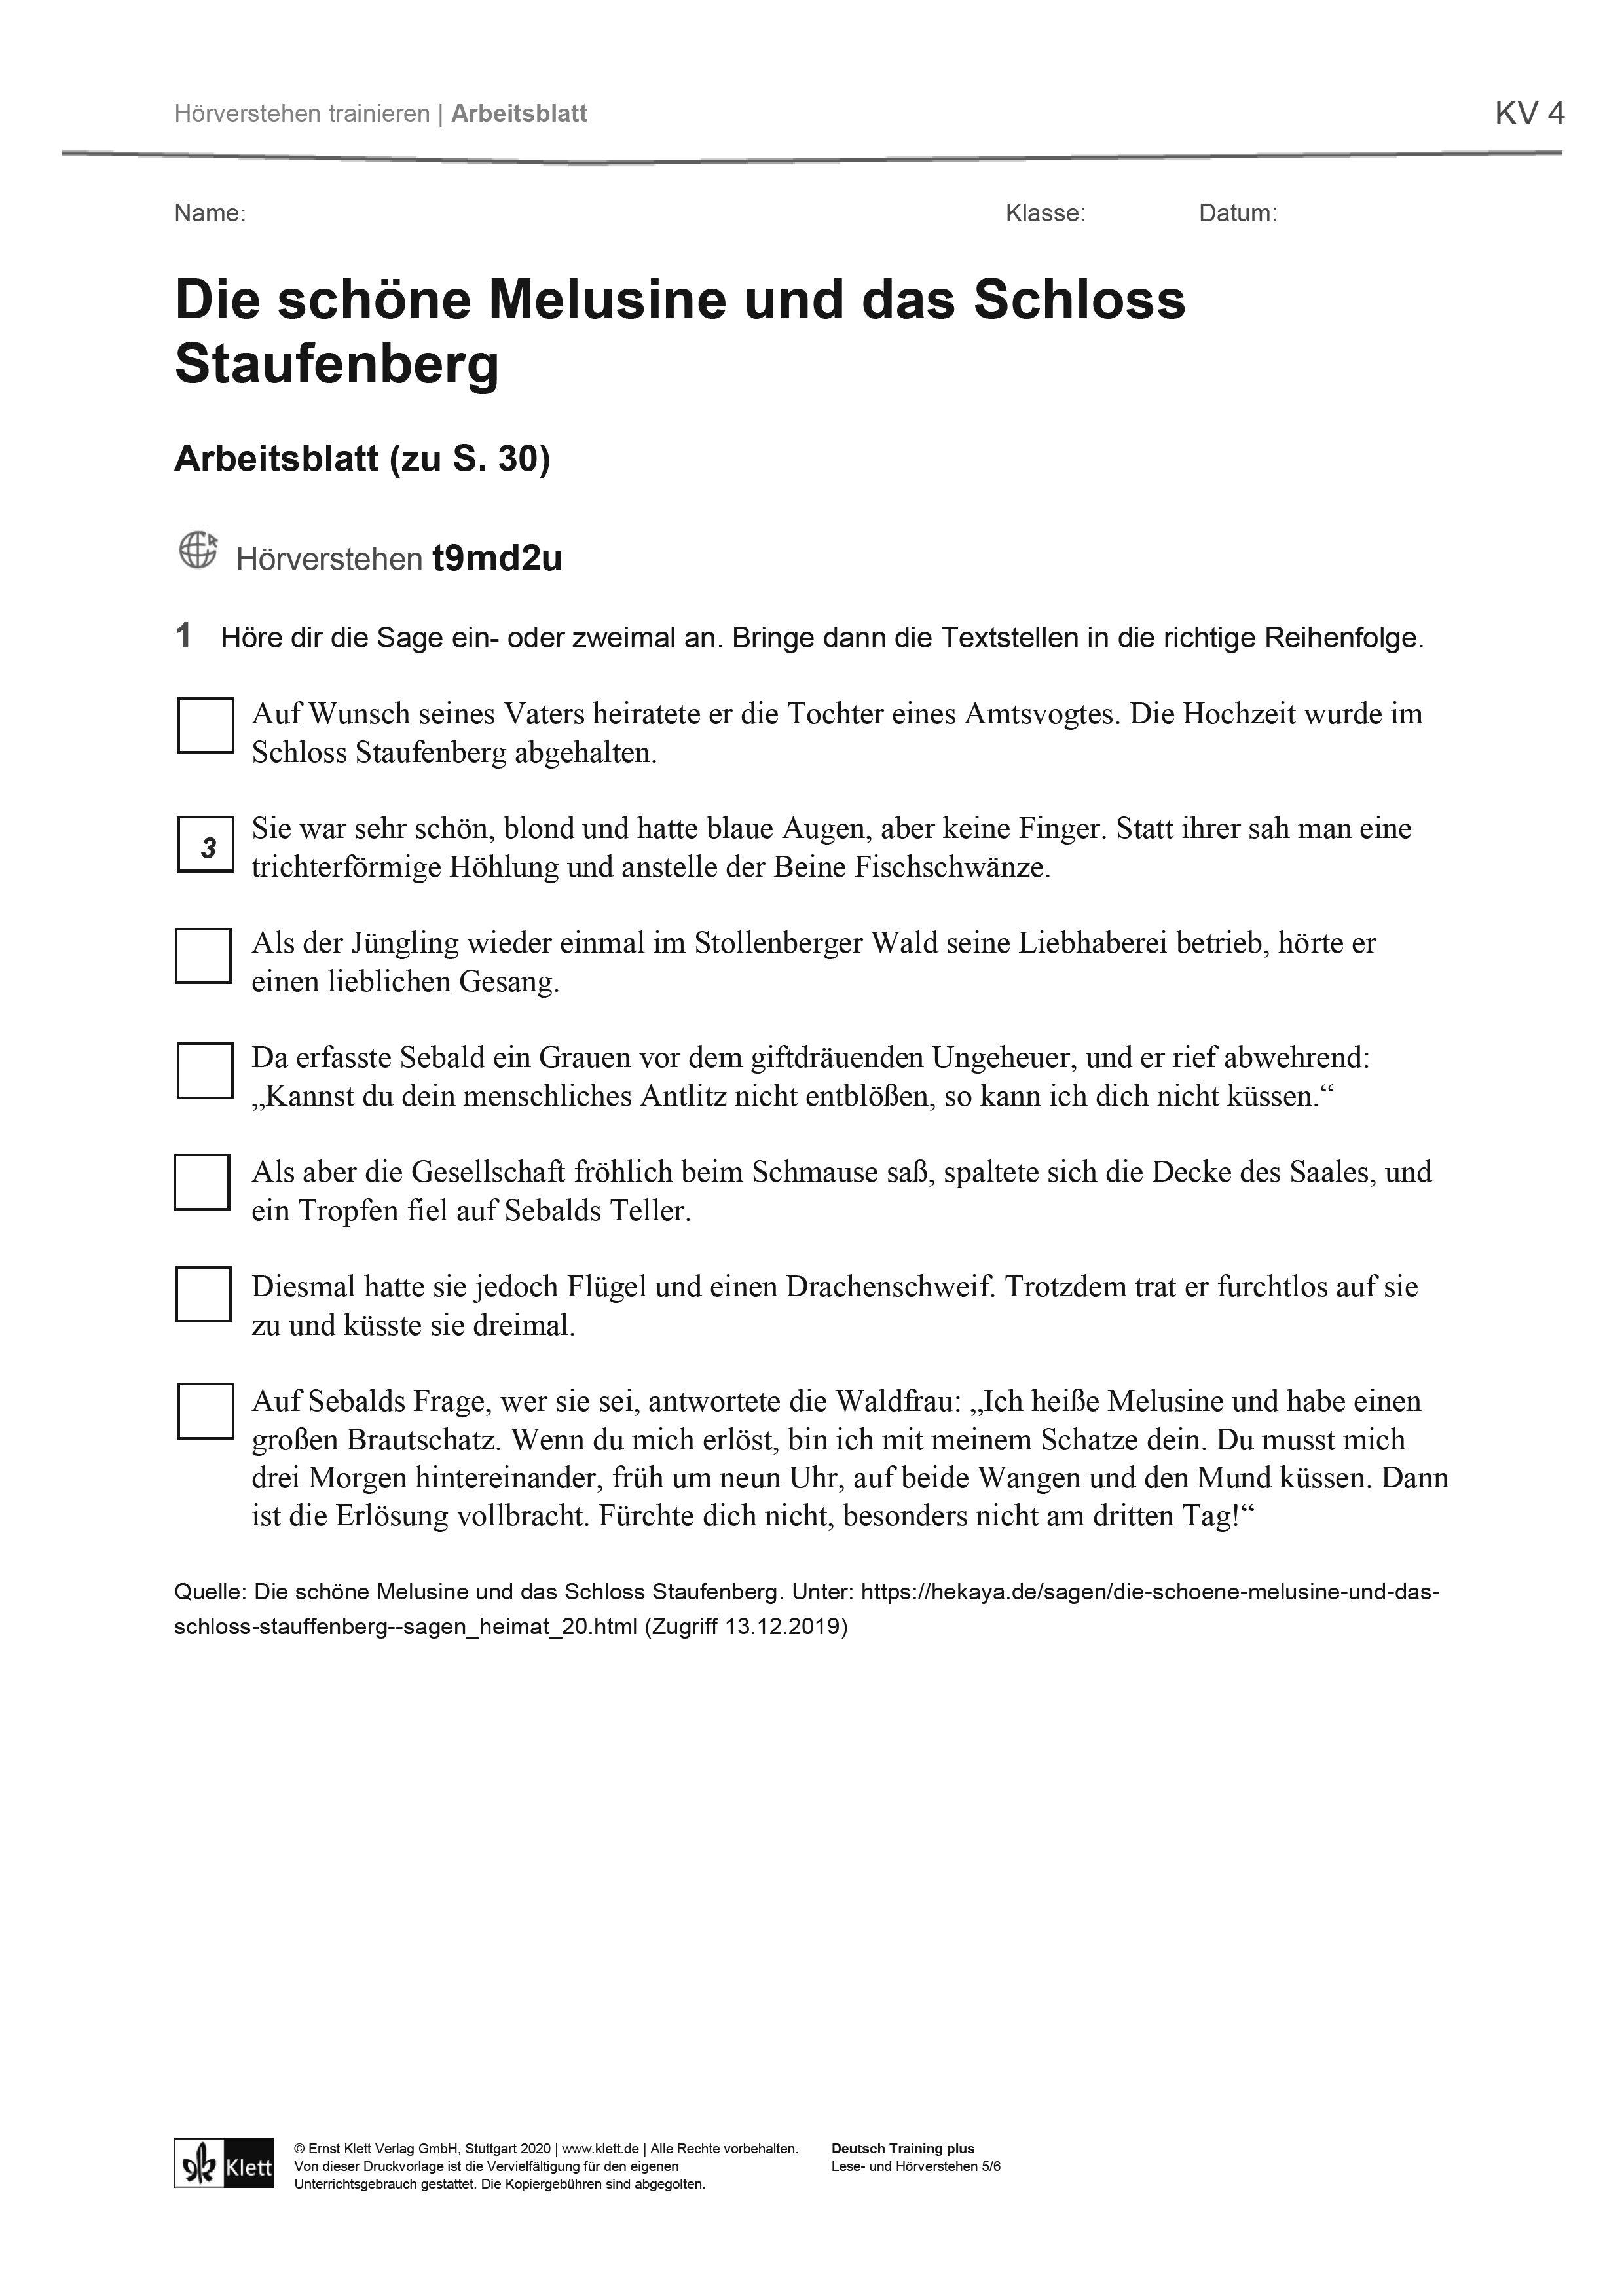 Hörverstehen trainieren | Arbeitsblatt
KV 4
Name:
Klasse:
Datum:
Die schöne Melusine und das Schloss
Staufenberg
Arbeitsblatt (zu S. 30)
Hörverstehen t9md2u
1 Höre dir die Sage ein- oder zweimal an. Bringe dann die Textstellen in die richtige Reihenfolge.
Auf Wunsch seines Vaters heiratete er die Tochter eines Amtsvogtes. Die Hochzeit wurde im
Schloss Staufenberg abgehalten.
3
Sie war sehr schön, blond und hatte blaue Augen, aber keine Finger. Statt ihrer sah man eine
trichterförmige Höhlung und anstelle der Beine Fischschwänze.
Als der Jüngling wieder einmal im Stollenberger Wald seine Liebhaberei betrieb, hörte er
einen lieblichen Gesang.
Da erfasste Sebald ein Grauen vor dem giftdräuenden Ungeheuer, und er rief abwehrend:
„Kannst du dein menschliches Antlitz nicht entblößen, so kann ich dich nicht küssen.“
Als aber die Gesellschaft fröhlich beim Schmause saß, spaltete sich die Decke des Saales, und
ein Tropfen fiel auf Sebalds Teller.
Diesmal hatte sie jedoch Flügel und einen Drachenschweif. Trotzdem trat er furchtlos auf sie
zu und küsste sie dreimal.
Auf Sebalds Frage, wer sie sei, antwortete die Waldfrau: „Ich heiße Melusine und habe einen
großen Brautschatz. Wenn du mich erlöst, bin ich mit meinem Schatze dein. Du musst mich
drei Morgen hintereinander, früh um neun Uhr, auf beide Wangen und den Mund küssen. Dann
ist die Erlösung vollbracht. Fürchte dich nicht, besonders nicht am dritten Tag!“
Quelle: Die schöne Melusine und das Schloss Staufenberg. Unter: https://hekaya.de/sagen/die-schoene-melusine-und-das-
schloss-stauffenberg--sagen_heimat_20.html (Zugriff 13.12.2019)
Klett
© Ernst Klett Verlag GmbH, Stuttgart 2020 | www.klett.de | Alle Rechte vorbehalten.
Von dieser Druckvorlage ist die Vervielfältigung für den eigenen
Unterrichtsgebrauch gestattet. Die Kopiergebühren sind abgegolten.
Deutsch Training plus
Lese- und Hörverstehen 5/6